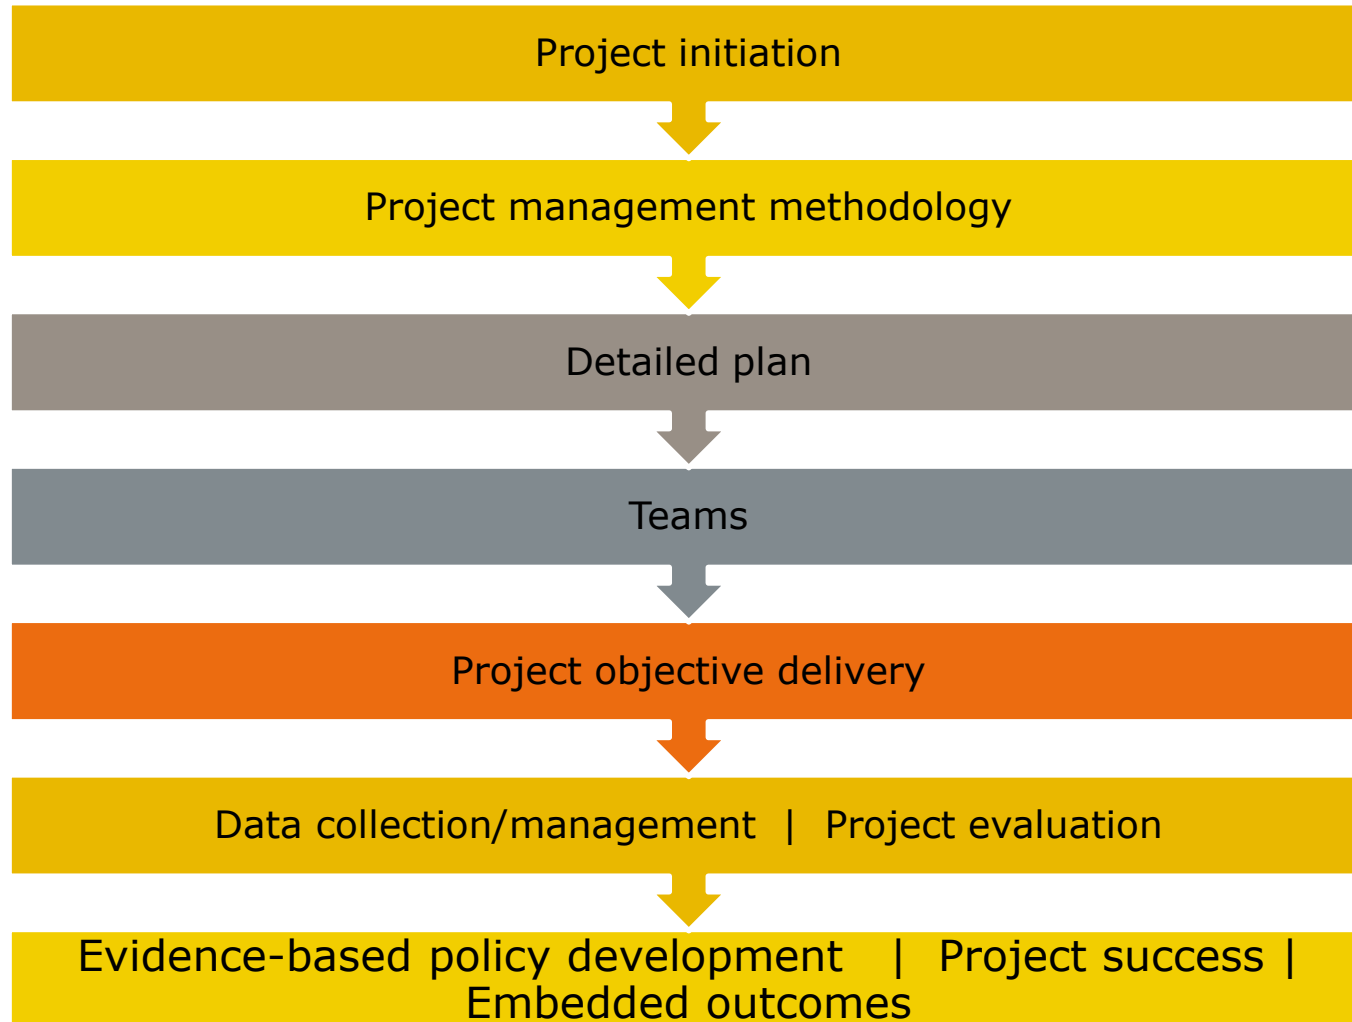 Project initiation
Project management methodology
Detailed plan
Teams
Project objective delivery
Data collection/management | Project evaluation
Evidence-based policy development | Project success |
Embedded outcomes